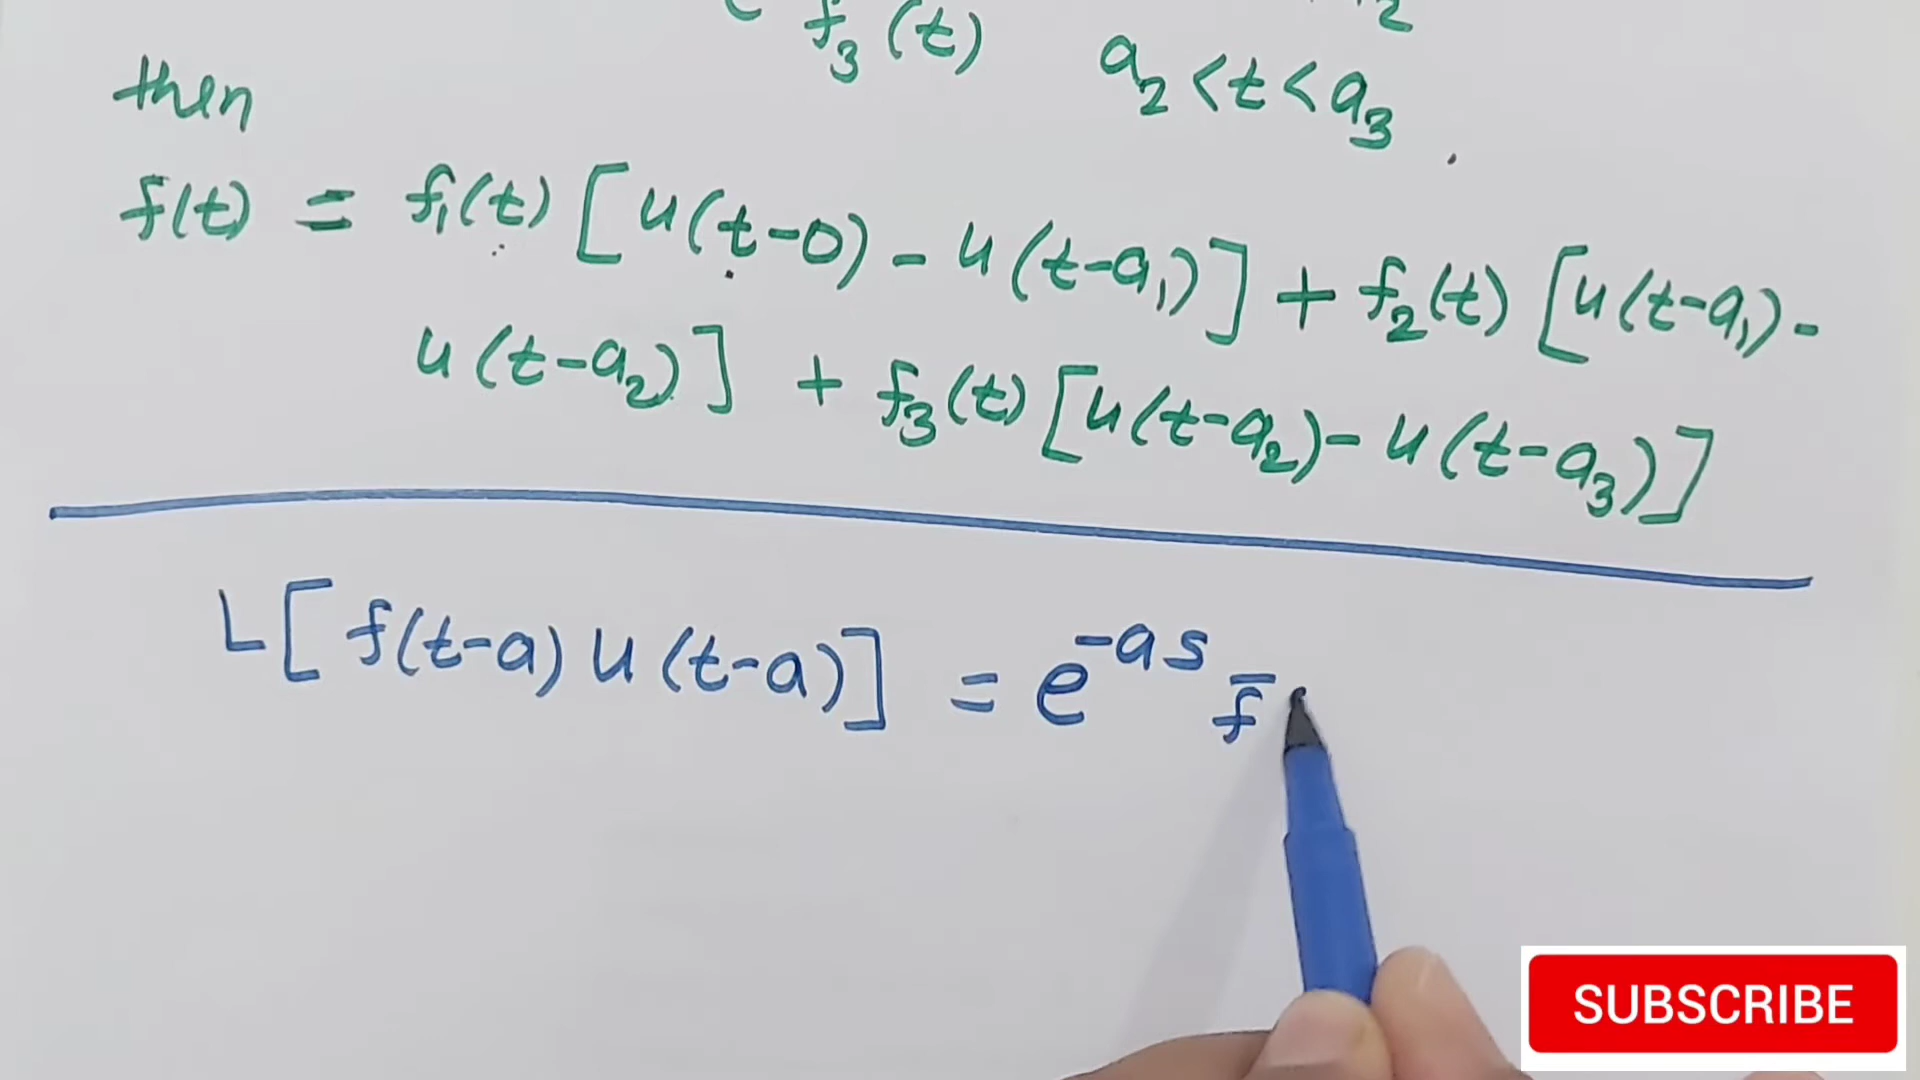 f₃(t) a₂<t<a₃
then
f(t) = f₁(t) [u(t-0) - u(t-a₁)] + f₂(t) [u(t-a₁) -
u(t-a₂)] + f₃(t) [u(t-a₂) - u(t-a₃)]
L[f(t-a) u(t-a)] = e^-as f̄
SUBSCRIBE